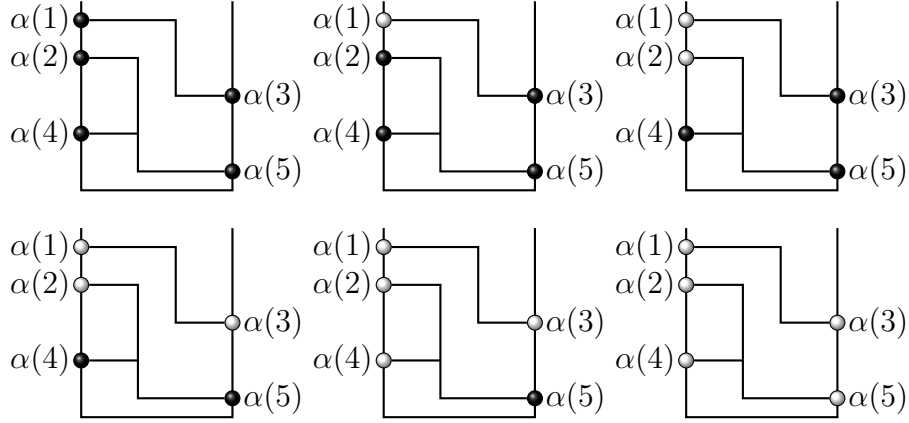 α(1) α(1) α(1)
α(2) α(2) α(2)
α(3) α(3) α(3)
α(4) α(4) α(4)
α(5) α(5) α(5)
α(1) α(1) α(1)
α(2) α(2) α(2)
α(3) α(3) α(3)
α(4) α(4) α(4)
α(5) α(5) α(5)